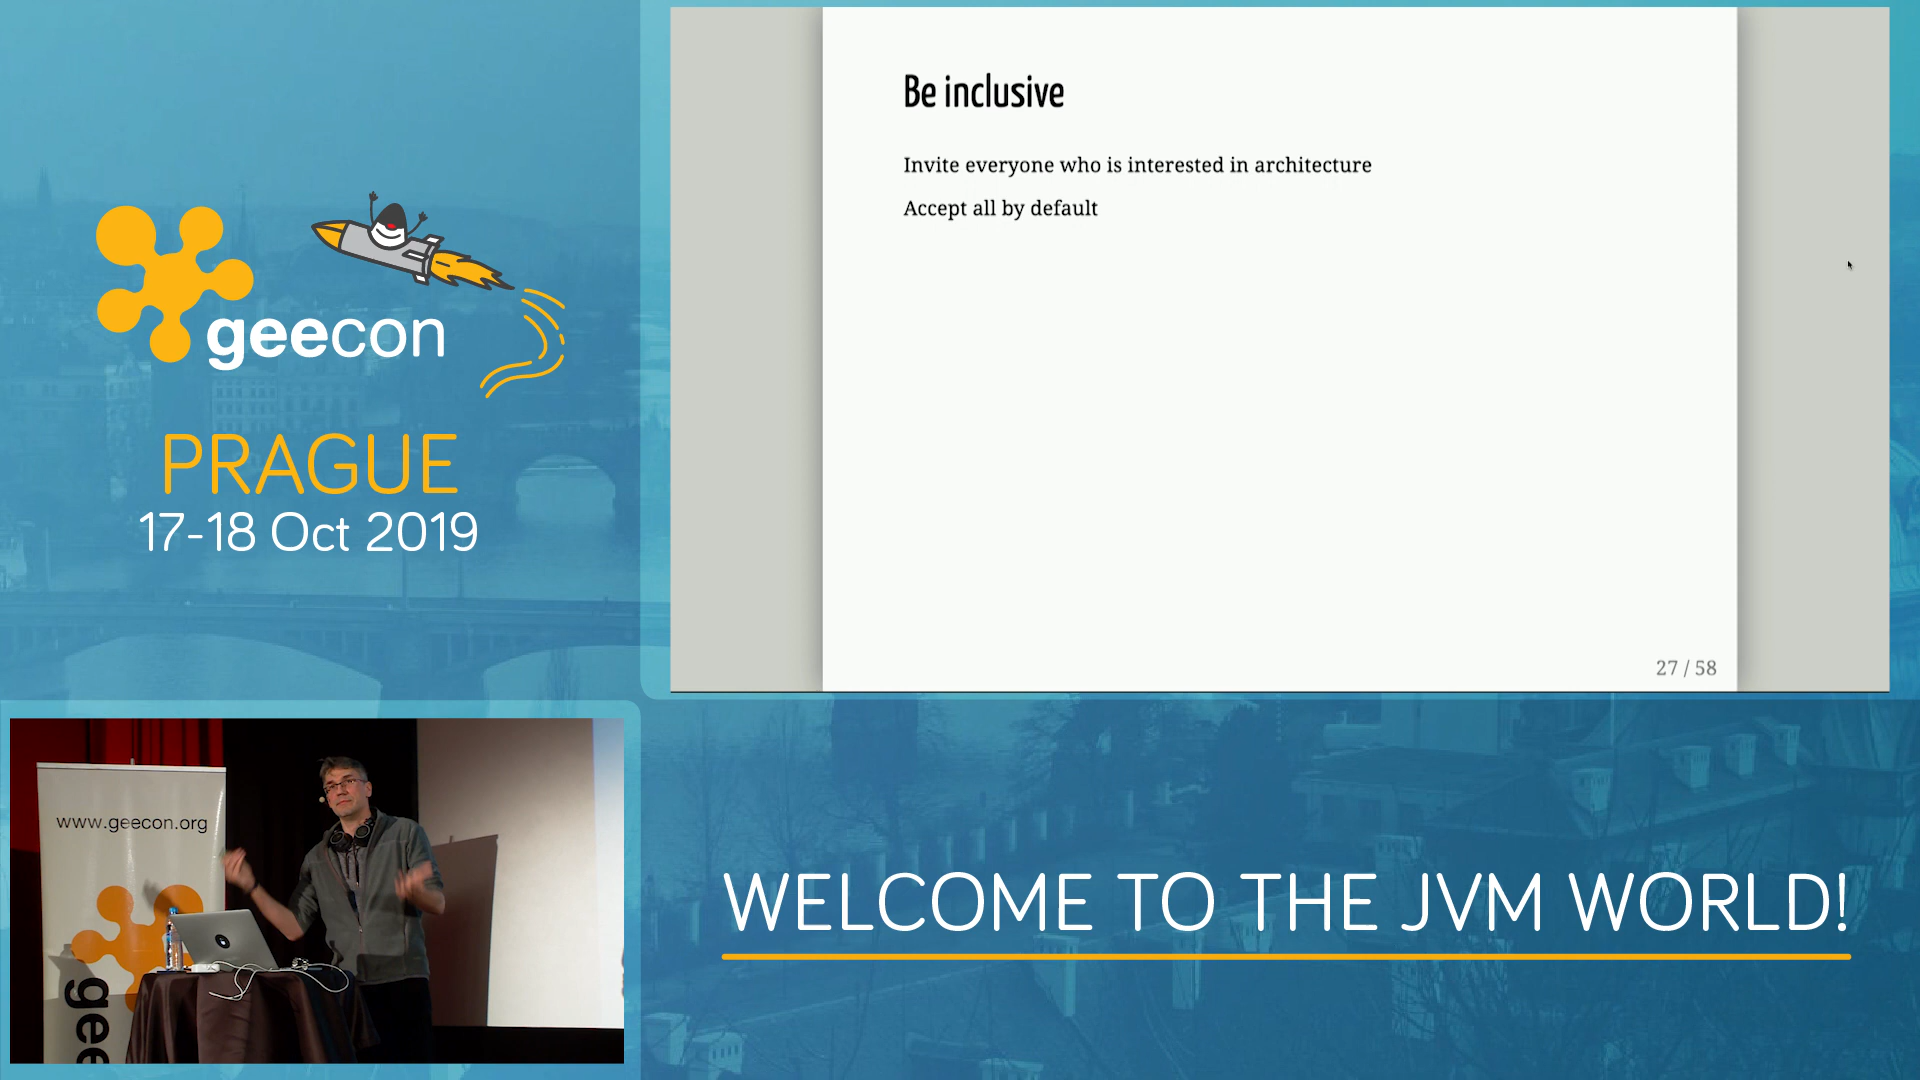 geecon
PRAGUE
17-18 Oct 2019
Be inclusive
Invite everyone who is interested in architecture
Accept all by default
27 / 58
www.geecon.org
gee
WELCOME TO THE JVM WORLD!